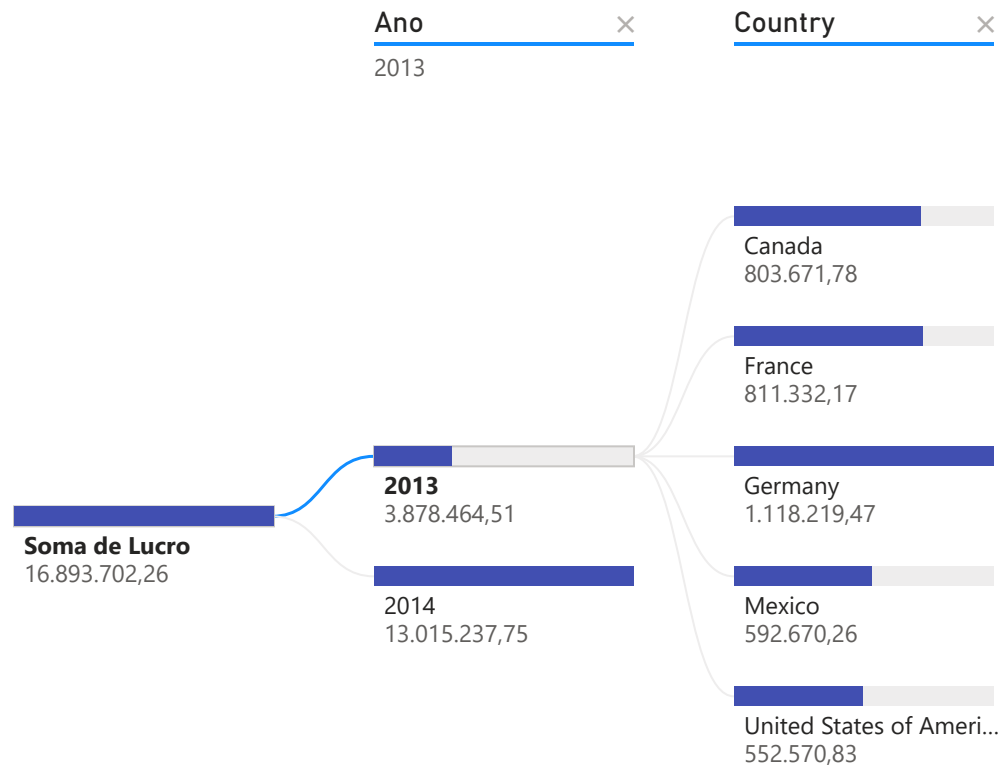 Ano
2013
Country
Canada
803.671,78
France
811.332,17
Germany
1.118.219,47
2013
3.878.464,51
Soma de Lucro
16.893.702,26
2014
13.015.237,75
Mexico
592.670,26
United States of Ameri...
552.570,83